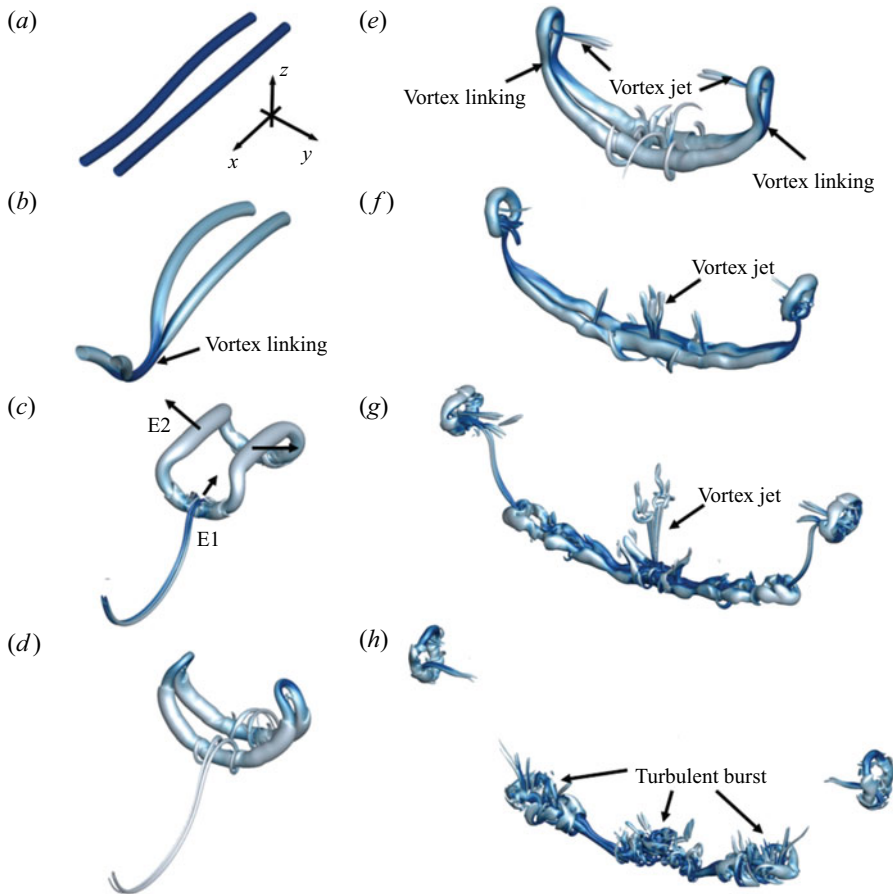 (a)
z
x
y
(b)
Vortex linking
(c)
E2
E1
(d)
(e)
Vortex jet
Vortex linking
Vortex linking
(f)
Vortex jet
(g)
Vortex jet
(h)
Turbulent burst